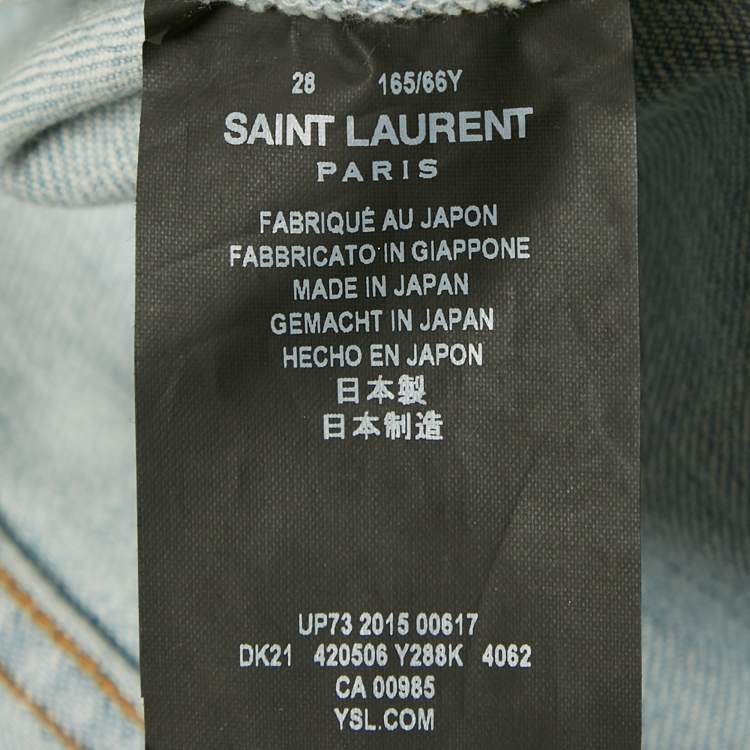 28 165/66Y
SAINT LAURENT
PARIS
FABRIQUÉ AU JAPON
FABBRICATO IN GIAPPONE
MADE IN JAPAN
GEMACHT IN JAPAN
HECHO EN JAPON
日本製
日本制造
UP73 2015 00617
DK21 420506 Y288K 4062
CA 00985
YSL.COM